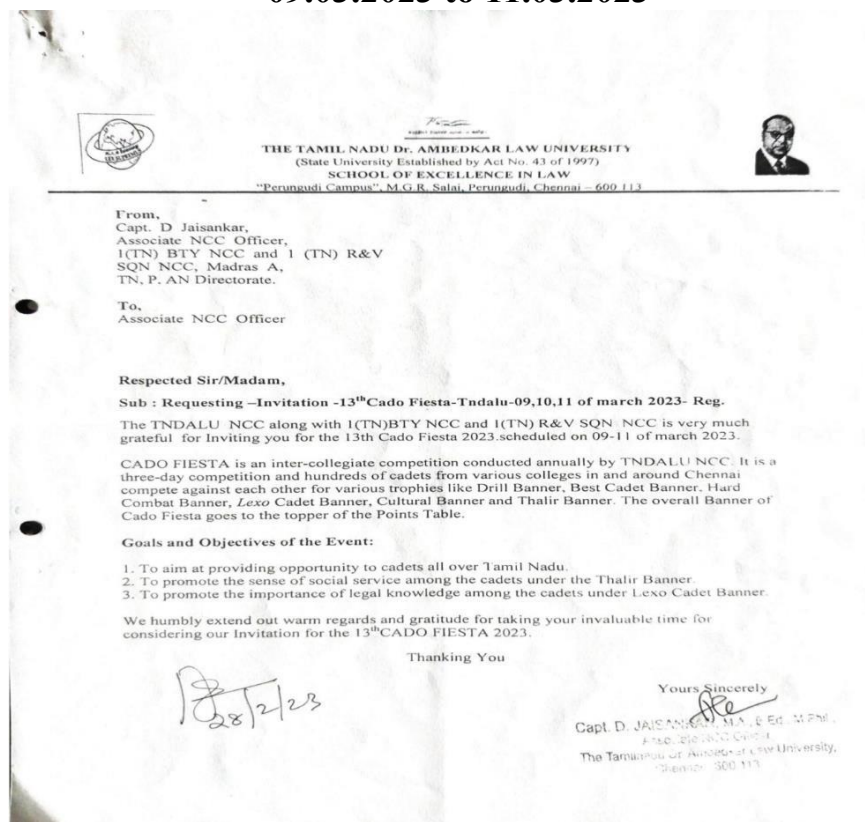 09.03.2023 to 11.03.2023
THE TAMIL NADU Dr. AMBEDKAR LAW UNIVERSITY
(State University Established by Act No. 43 of 1997)
SCHOOL OF EXCELLENCE IN LAW
"Perungudi Campus", M.G.R. Salai, Perungudi, Chennai – 600 113
From,
Capt. D Jaisankar,
Associate NCC Officer,
1(TN) BTY NCC and 1 (TN) R&V
SQN NCC, Madras A,
TN, P. AN Directorate.
To,
Associate NCC Officer
Respected Sir/Madam,
Sub : Requesting –Invitation -13thCado Fiesta-Tndalu-09,10,11 of march 2023- Reg.
The TNDALU NCC along with 1(TN)BTY NCC and 1(TN) R&V SQN NCC is very much
grateful for Inviting you for the 13th Cado Fiesta 2023.scheduled on 09-11 of march 2023.
CADO FIESTA is an inter-collegiate competition conducted annually by TNDALU NCC. It is a
three-day competition and hundreds of cadets from various colleges in and around Chennai
compete against each other for various trophies like Drill Banner, Best Cadet Banner, Hard
Combat Banner, Lexo Cadet Banner, Cultural Banner and Thalir Banner. The overall Banner of
Cado Fiesta goes to the topper of the Points Table.
Goals and Objectives of the Event:
1. To aim at providing opportunity to cadets all over Tamil Nadu.
2. To promote the sense of social service among the cadets under the Thalir Banner.
3. To promote the importance of legal knowledge among the cadets under Lexo Cadet Banner.
We humbly extend out warm regards and gratitude for taking your invaluable time for
considering our Invitation for the 13thCADO FIESTA 2023.
Thanking You
28/2/23
Yours Sincerely
Capt. D. JAISANKAR, M.A., B.Ed., M.Phil.,
Associate NCC Officer
The Tamilnadu Dr. Ambedkar Law University,
Chennai - 600 113